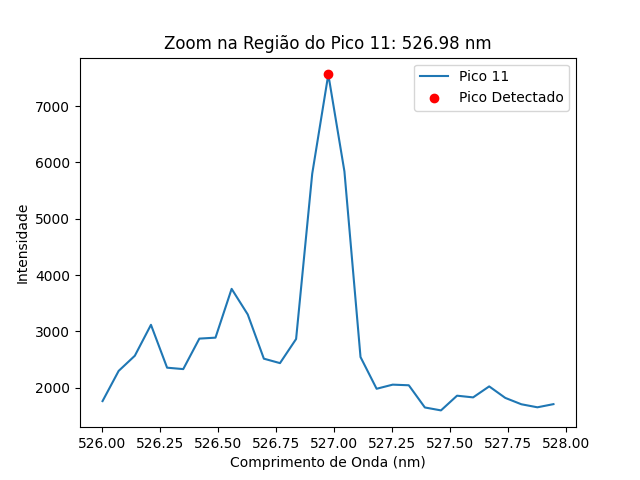 Zoom na Região do Pico 11: 526.98 nm
Pico 11
Pico Detectado
Intensidade
7000
6000
5000
4000
3000
2000
526.00 526.25 526.50 526.75 527.00 527.25 527.50 527.75 528.00
Comprimento de Onda (nm)